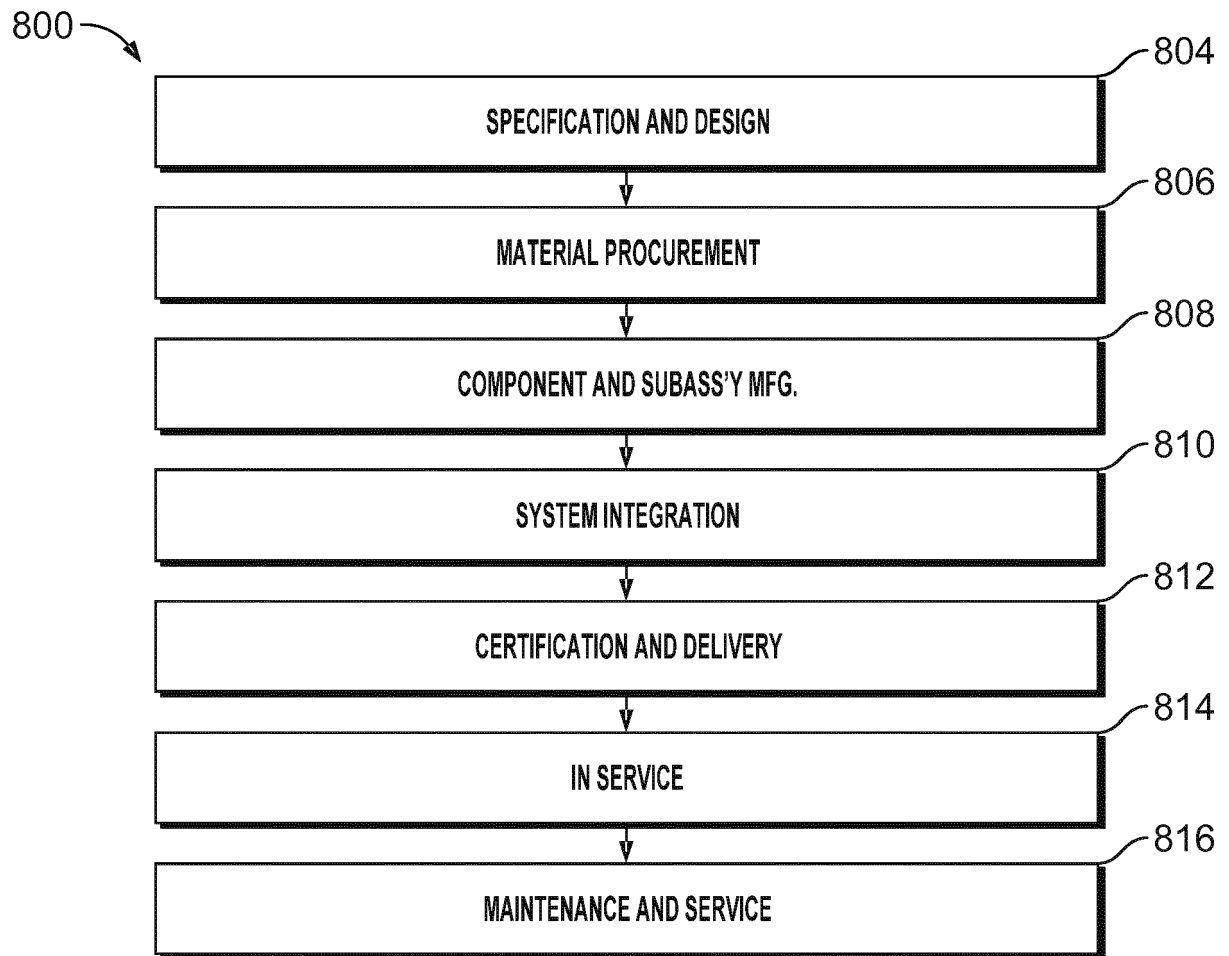 800
804
SPECIFICATION AND DESIGN
806
MATERIAL PROCUREMENT
808
COMPONENT AND SUBASS'Y MFG.
810
SYSTEM INTEGRATION
812
CERTIFICATION AND DELIVERY
814
IN SERVICE
816
MAINTENANCE AND SERVICE